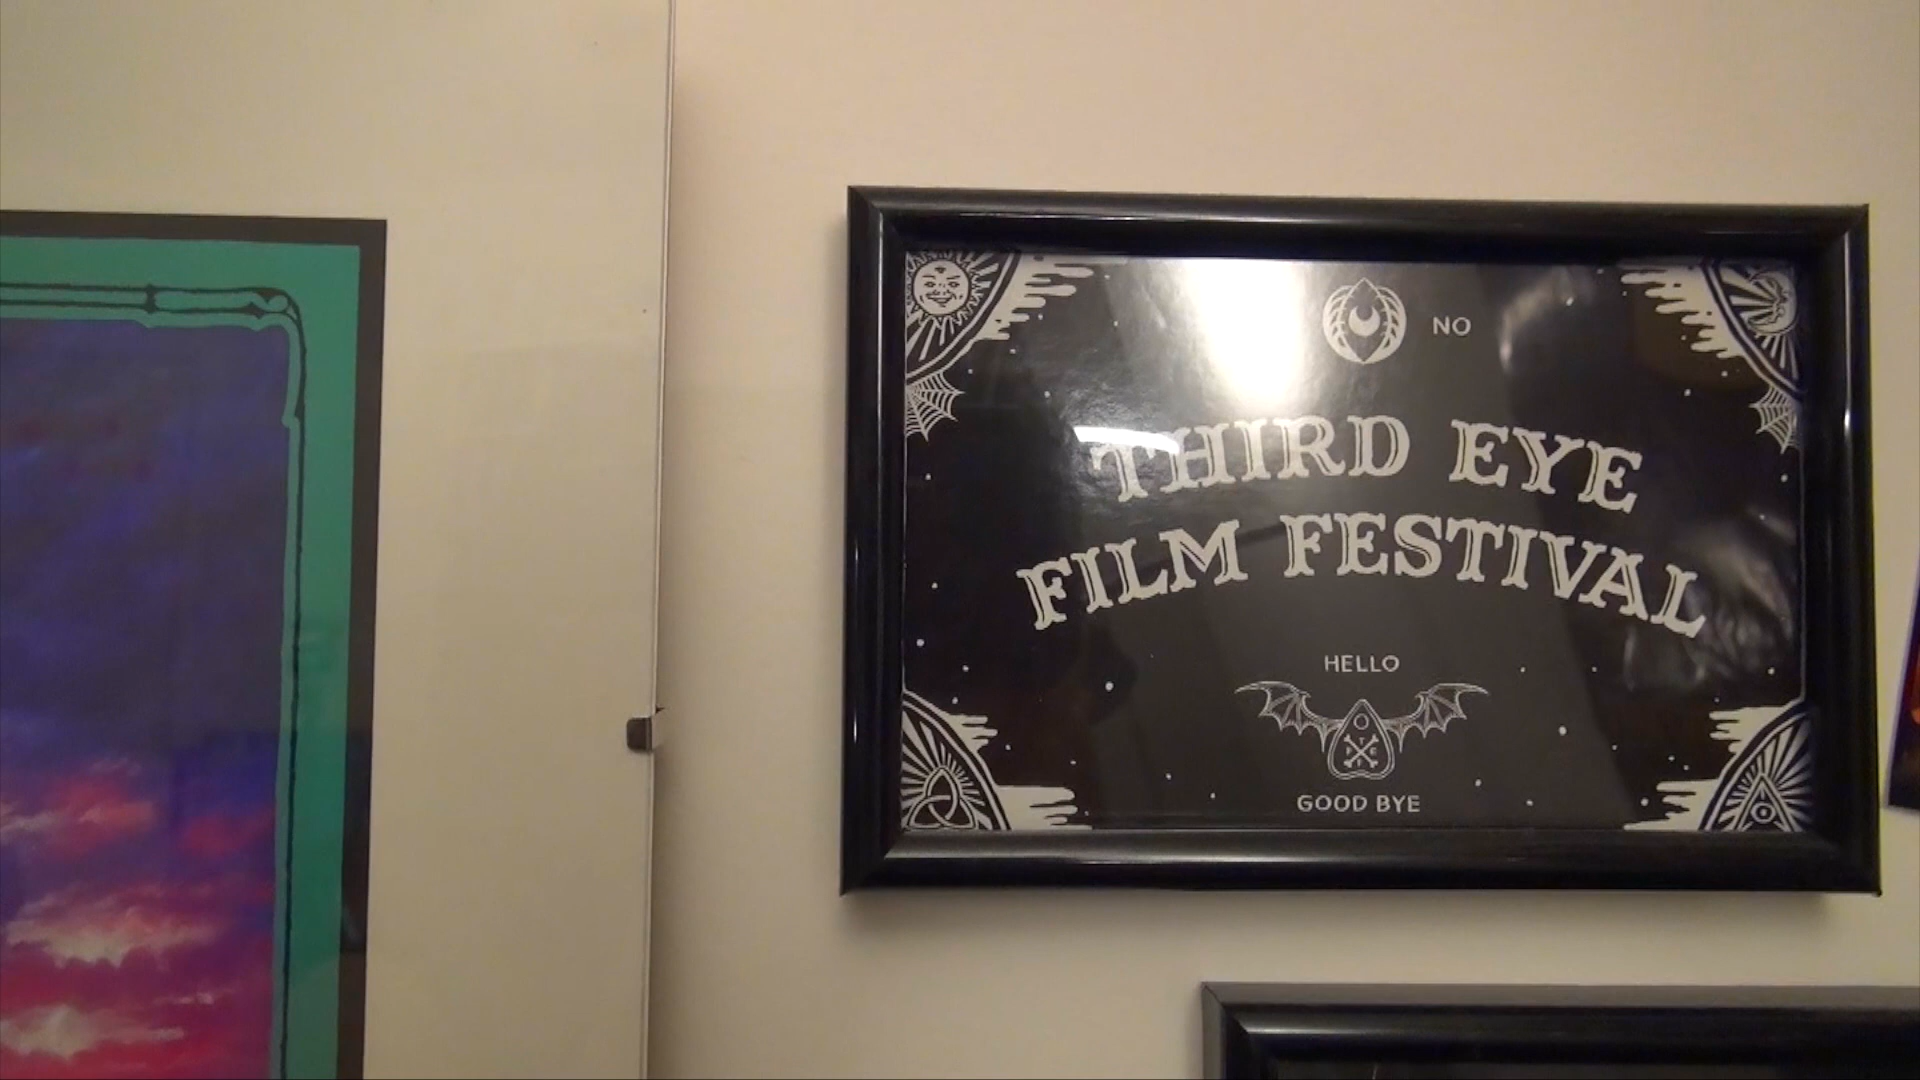 NO
THIRD EYE
FILM FESTIVAL
HELLO
T
F E
F
GOOD BYE